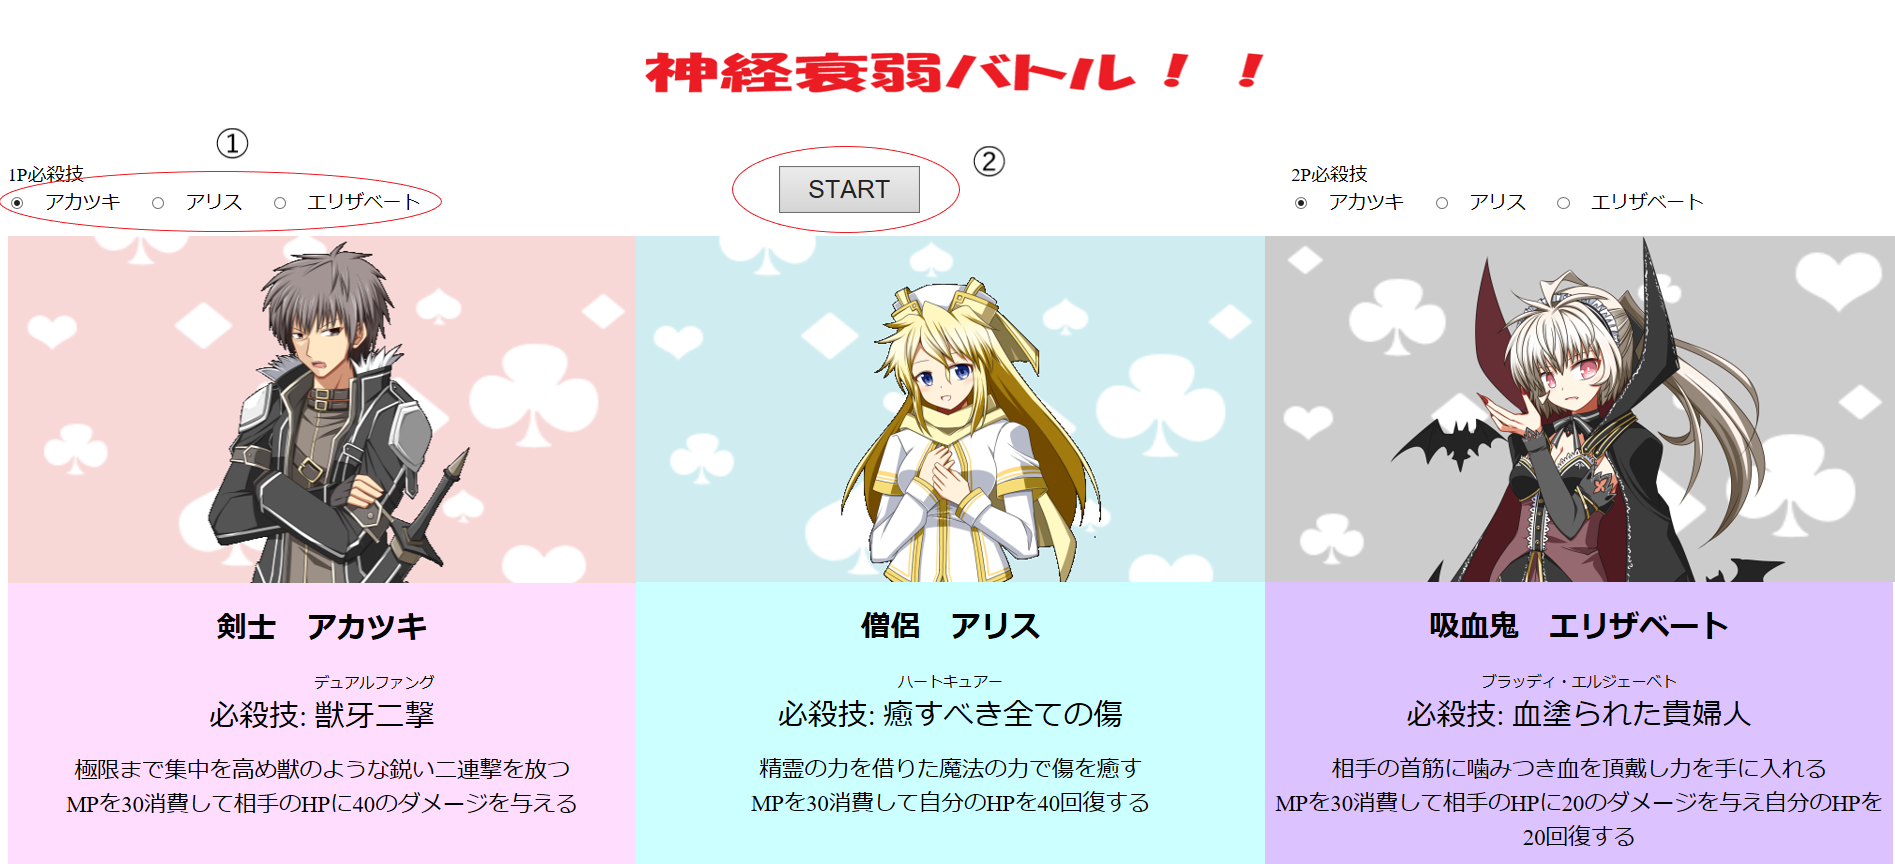 神経衰弱バトル！！
①
②
1P必殺技
アカツキ アリス エリザベート
START
2P必殺技
アカツキ アリス エリザベート
剣士　アカツキ
デュアルファング
必殺技: 獣牙二撃
極限まで集中を高め獣のような鋭い二連撃を放つ
MPを30消費して相手のHPに40のダメージを与える
僧侶　アリス
ハートキュアー
必殺技: 癒すべき全ての傷
精霊の力を借りた魔法の力で傷を癒す
MPを30消費して自分のHPを40回復する
吸血鬼　エリザベート
ブラッディ・エルジェーベト
必殺技: 血塗られた貴婦人
相手の首筋に噛みつき血を頂戴し力を手に入れる
MPを30消費して相手のHPに20のダメージを与え自分のHPを
20回復する